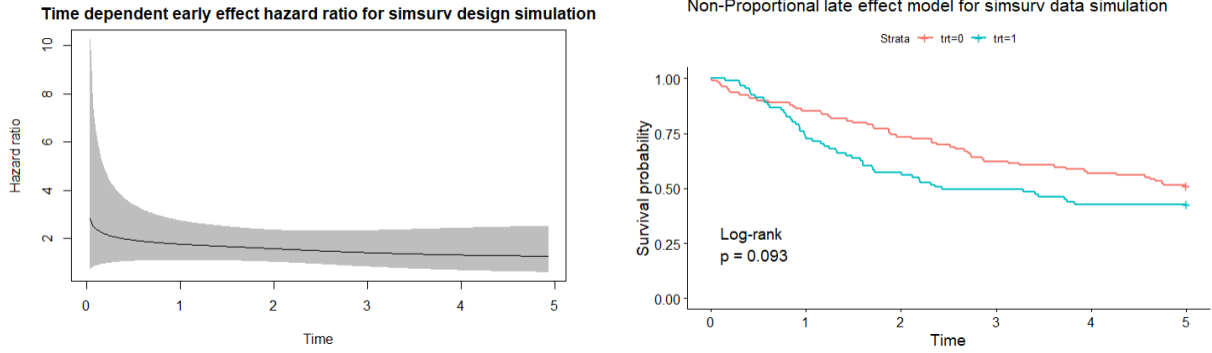 Time dependent early effect hazard ratio for simsurv design simulation
Hazard ratio
10
8
6
4
2
0 1 2 3 4 5
Time
Non-Proportional late effect model for simsurv data simulation
Strata trt=0 trt=1
Survival probability
1.00
0.75
0.50
0.25
0.00
Log-rank
p = 0.093
0 1 2 3 4 5
Time